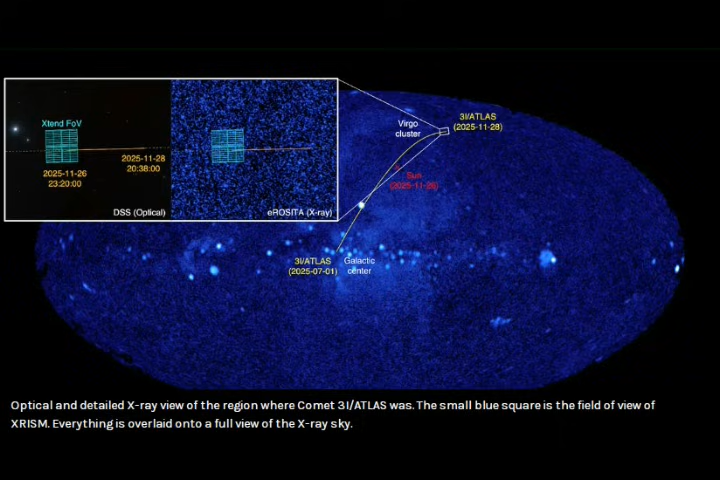 Xtend FoV
2025-11-26
23:20:00
2025-11-28
20:38:00
DSS (Optical)
eROSITA (X-ray)
Virgo
cluster
3I/ATLAS
(2025-11-28)
Sun
(2025-11-26)
3I/ATLAS
(2025-07-01)
Galactic
center
Optical and detailed X-ray view of the region where Comet 3I/ATLAS was. The small blue square is the field of view of
XRISM. Everything is overlaid onto a full view of the X-ray sky.